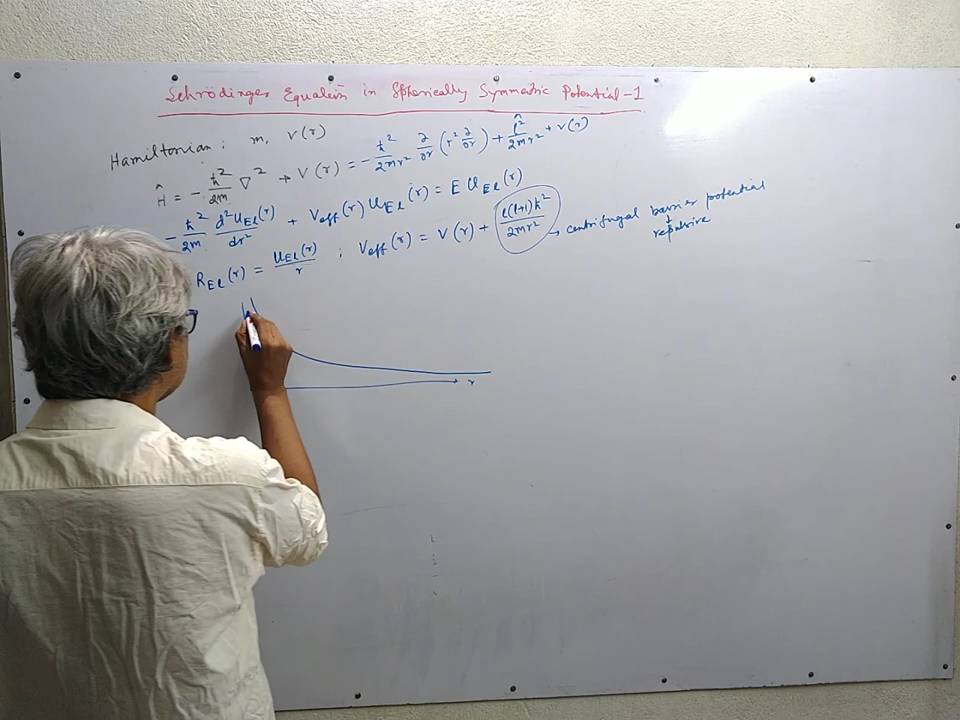 Schrödinger Equation in Spherically Symmetric Potential -1
Hamiltonian: m, V(r)
Ĥ = - ħ²/2m ∇² + V(r) = - ħ²/2mr² ∂/∂r (r² ∂/∂r) + l̂²/2mr² + V(r)
- ħ²/2m d²U_El(r)/dr² + V_eff(r) U_El(r) = E U_El(r)
R_El(r) = U_El(r)/r ; V_eff(r) = V(r) + l(l+1)ħ²/2mr² → centrifugal barrier potential
repulsive
r